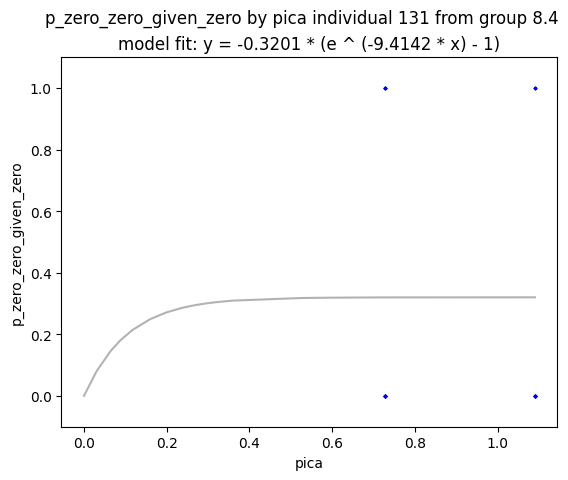 p_zero_zero_given_zero by pica individual 131 from group 8.4
model fit: y = -0.3201 * (e ^ (-9.4142 * x) - 1)
1.0
0.8
0.6
0.4
0.2
0.0
p_zero_zero_given_zero
0.0 0.2 0.4 0.6 0.8 1.0
pica